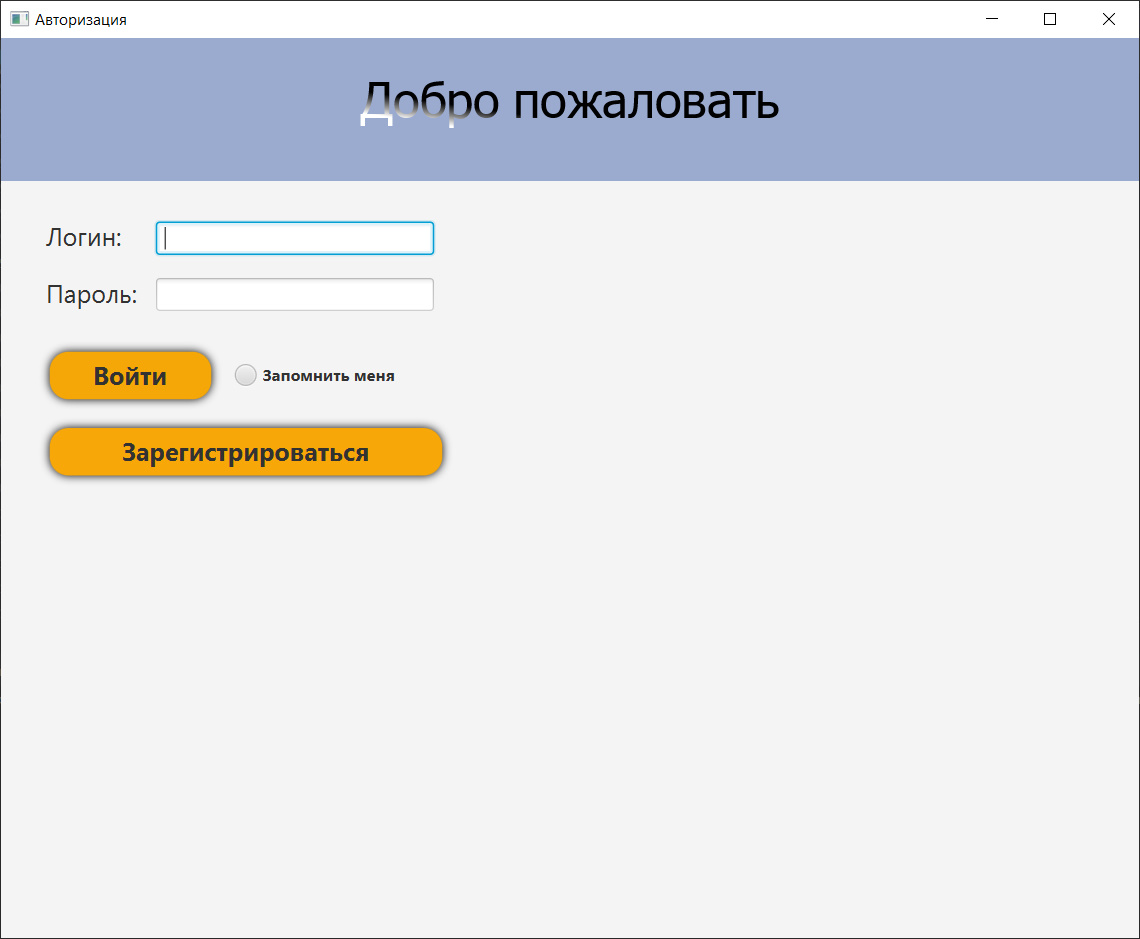 Авторизация
Добро пожаловать
Логин:
Пароль:
Войти
Запомнить меня
Зарегистрироваться